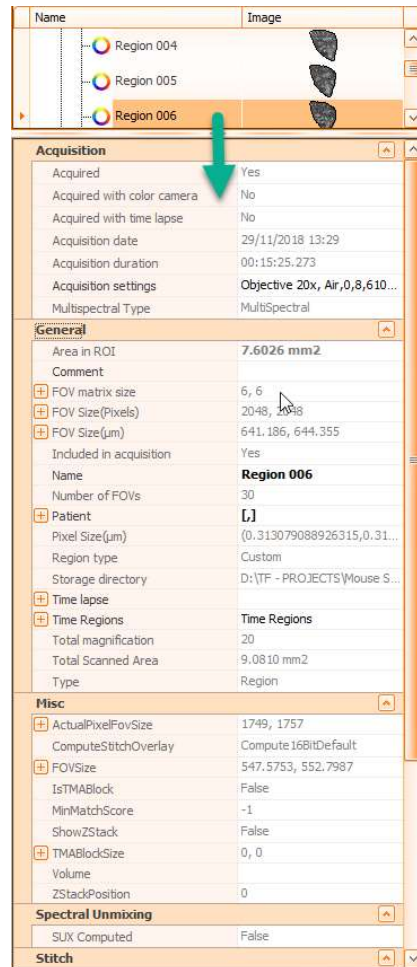 Name Image
Region 004
Region 005
Region 006
Acquisition
Acquired Yes
Acquired with color camera No
Acquired with time lapse No
Acquisition date 29/11/2018 13:29
Acquisition duration 00:15:25.273
Acquisition settings Objective 20x, Air,0,8,610...
Multispectral Type MultiSpectral
General
Area in ROI 7.6026 mm2
Comment
FOV matrix size 6, 6
FOV Size(Pixels) 2048, 2048
FOV Size(µm) 641.186, 644.355
Included in acquisition Yes
Name Region 006
Number of FOVs 30
Patient [,]
Pixel Size(µm) (0.313079088926315,0.31...
Region type Custom
Storage directory D:\TF - PROJECTS\Mouse S...
Time lapse
Time Regions Time Regions
Total magnification 20
Total Scanned Area 9.0810 mm2
Type Region
Misc
ActualPixelFovSize 1749, 1757
ComputeStitchOverlay Compute16BitDefault
FOVSize 547.5753, 552.7987
IsTMABlock False
MinMatchScore -1
ShowZStack False
TMABlockSize 0, 0
Volume
ZStackPosition 0
Spectral Unmixing
SUX Computed False
Stitch